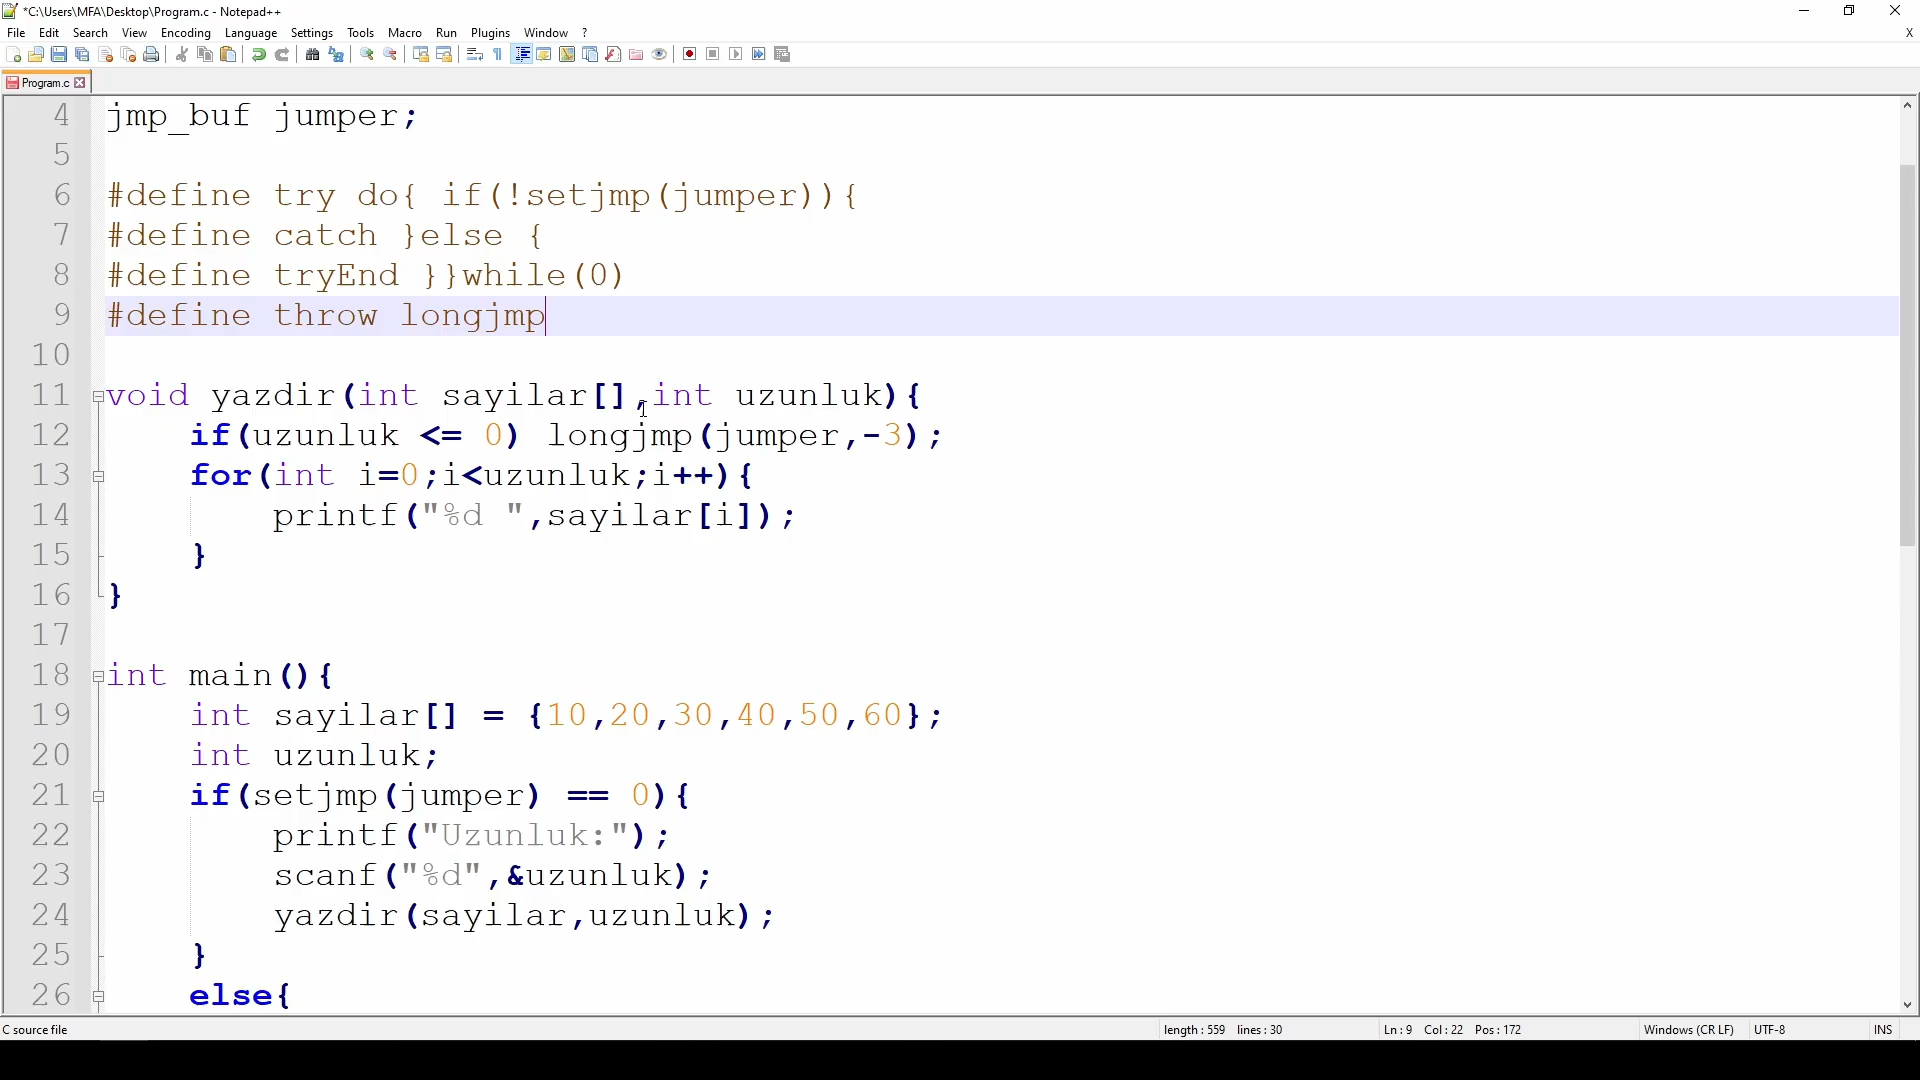 *C:\Users\MFA\Desktop\Program.c - Notepad++
File Edit Search View Encoding Language Settings Tools Macro Run Plugins Window ? X
Program.c
4 jmp_buf jumper;
5
6 #define try do{ if(!setjmp(jumper)){
7 #define catch }else {
8 #define tryEnd }}while(0)
9 #define throw longjmp
10
11 void yazdir(int sayilar[],int uzunluk){
12 if(uzunluk <= 0) longjmp(jumper,-3);
13 for(int i=0;i<uzunluk;i++){
14 printf("%d ",sayilar[i]);
15 }
16 }
17
18 int main(){
19 int sayilar[] = {10,20,30,40,50,60};
20 int uzunluk;
21 if(setjmp(jumper) == 0){
22 printf("Uzunluk:");
23 scanf("%d",&uzunluk);
24 yazdir(sayilar,uzunluk);
25 }
26 else{
C source file length : 559 lines : 30 Ln : 9 Col : 22 Pos : 172 Windows (CR LF) UTF-8 INS